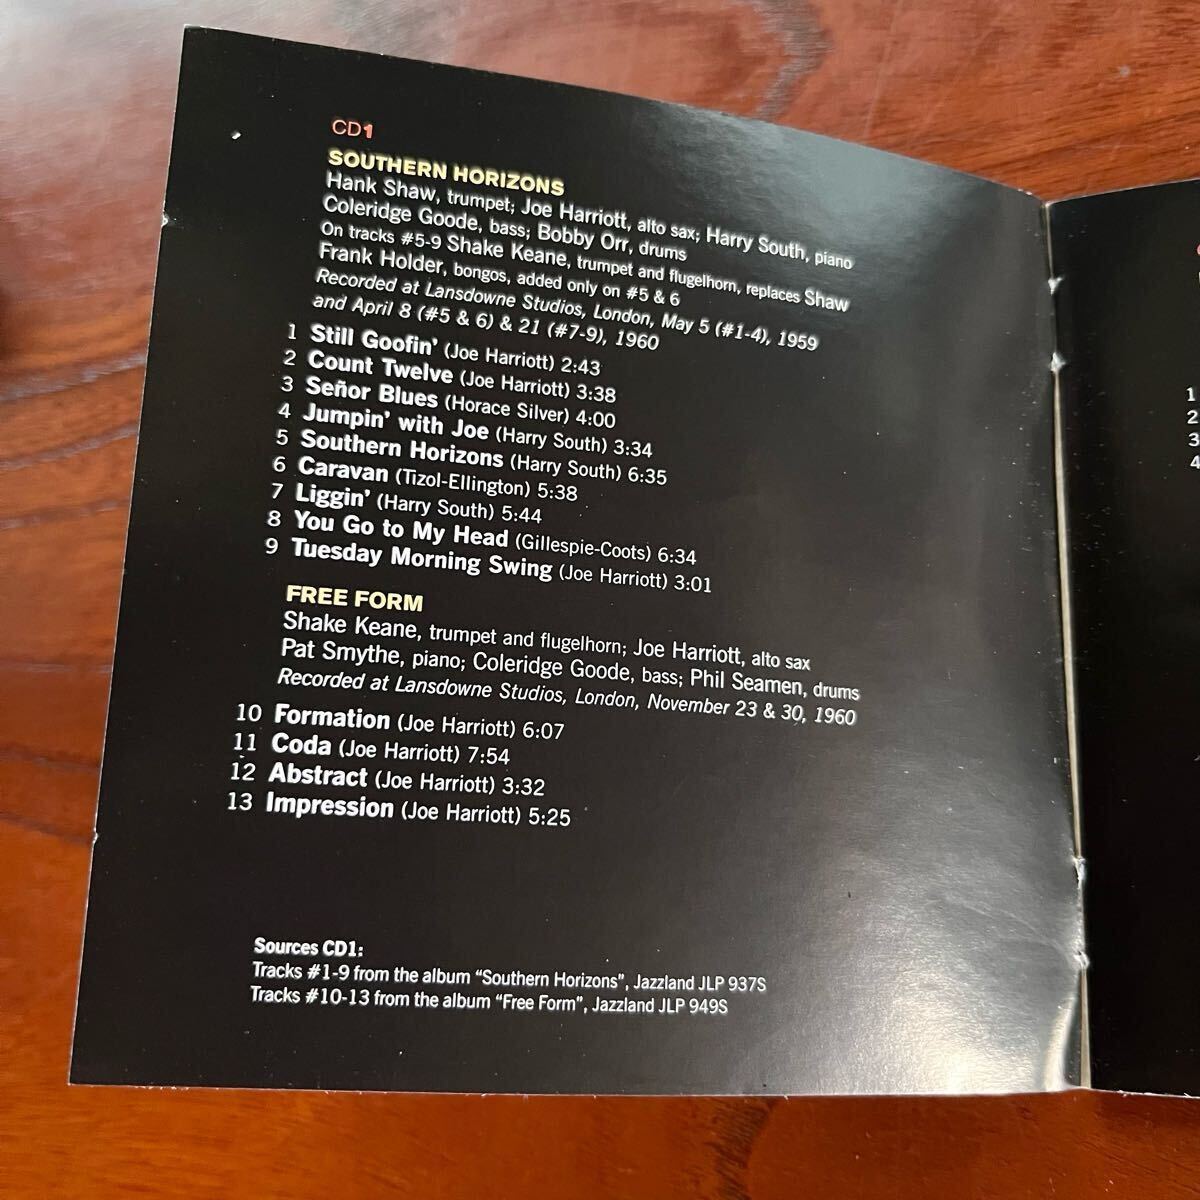 CD1
SOUTHERN HORIZONS
Hank Shaw, trumpet; Joe Harriott, alto sax; Harry South, piano
Coleridge Goode, bass; Bobby Orr, drums
On tracks #5-9 Shake Keane, trumpet and flugelhorn, replaces Shaw
Frank Holder, bongos, added only on #5 & 6
Recorded at Lansdowne Studios, London, May 5 (#1-4), 1959
and April 8 (#5 & 6) & 21 (#7-9), 1960
1 Still Goofin’ (Joe Harriott) 2:43
2 Count Twelve (Joe Harriott) 3:38
3 Señor Blues (Horace Silver) 4:00
4 Jumpin’ with Joe (Harry South) 3:34
5 Southern Horizons (Harry South) 6:35
6 Caravan (Tizol-Ellington) 5:38
7 Liggin’ (Harry South) 5:44
8 You Go to My Head (Gillespie-Coots) 6:34
9 Tuesday Morning Swing (Joe Harriott) 3:01
FREE FORM
Shake Keane, trumpet and flugelhorn; Joe Harriott, alto sax
Pat Smythe, piano; Coleridge Goode, bass; Phil Seamen, drums
Recorded at Lansdowne Studios, London, November 23 & 30, 1960
10 Formation (Joe Harriott) 6:07
11 Coda (Joe Harriott) 7:54
12 Abstract (Joe Harriott) 3:32
13 Impression (Joe Harriott) 5:25
Sources CD1:
Tracks #1-9 from the album “Southern Horizons”, Jazzland JLP 937S
Tracks #10-13 from the album “Free Form”, Jazzland JLP 949S
1
2
3
4